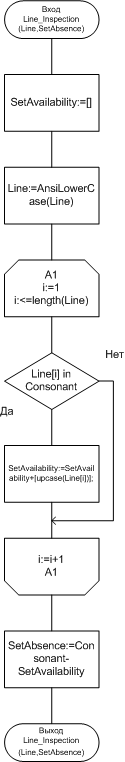 Вход
Line_Inspection
(Line,SetAbsence)
SetAvailability:=[]
Line:=AnsiLowerC
ase(Line)
A1
i:=1
i:<=length(Line)
Line[i] in
Consonant
Нет
Да
SetAvailability:=SetAvail
ability+[upcase(Line[i])];
i:=i+1
A1
SetAbsence:=Con
sonant-
SetAvailability
Выход
Line_Inspection
(Line,SetAbsence)